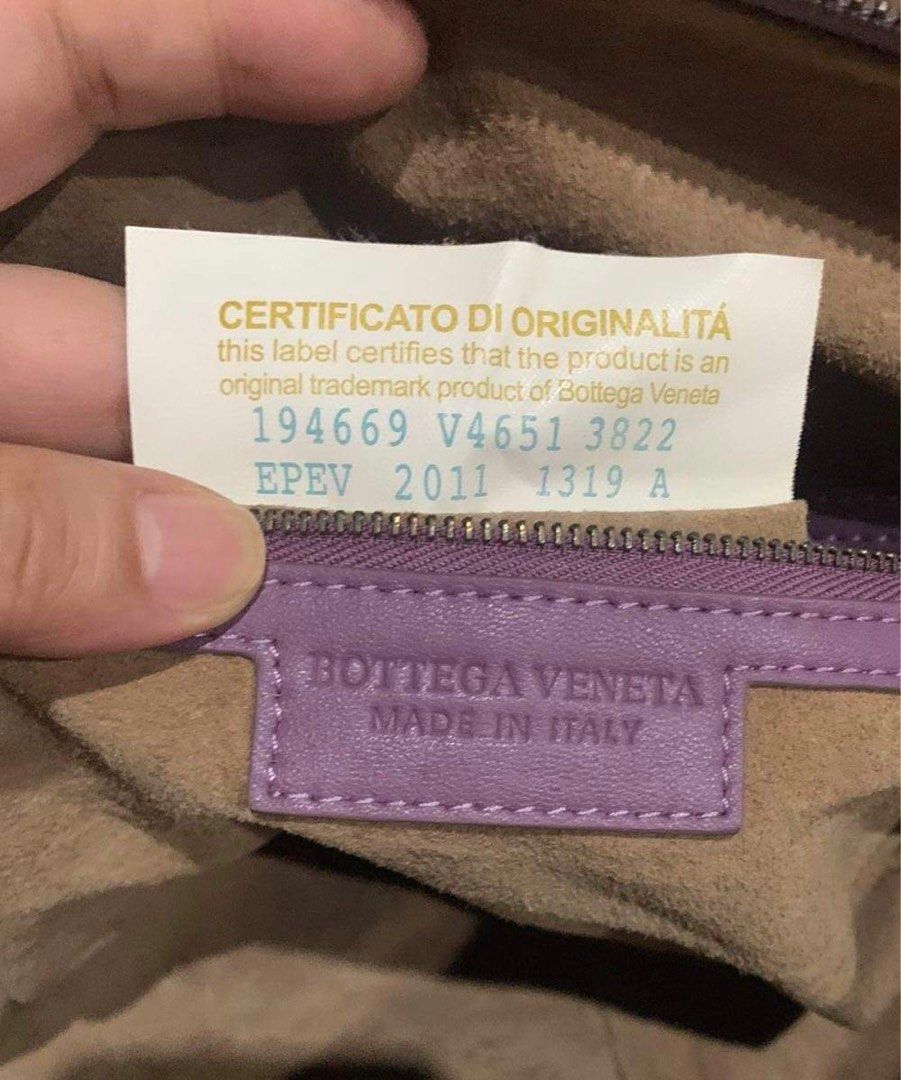 CERTIFICATO DI ORIGINALITÁ
this label certifies that the product is an
original trademark product of Bottega Veneta
194669 V4651 3822
EPEV 2011 1319 A
BOTTEGA VENETA
MADE IN ITALY